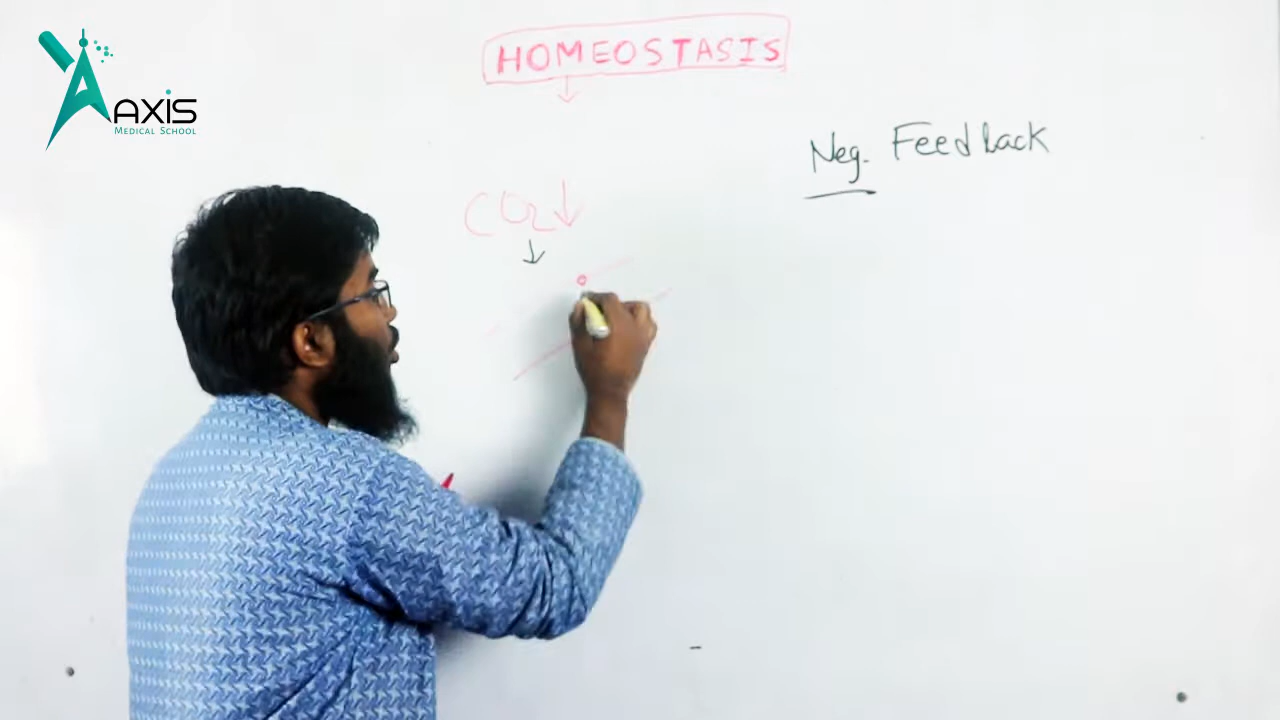 AXIS
MEDICAL SCHOOL
HOMEOSTASIS
↓
Neg. Feedback
CO2↓
↓